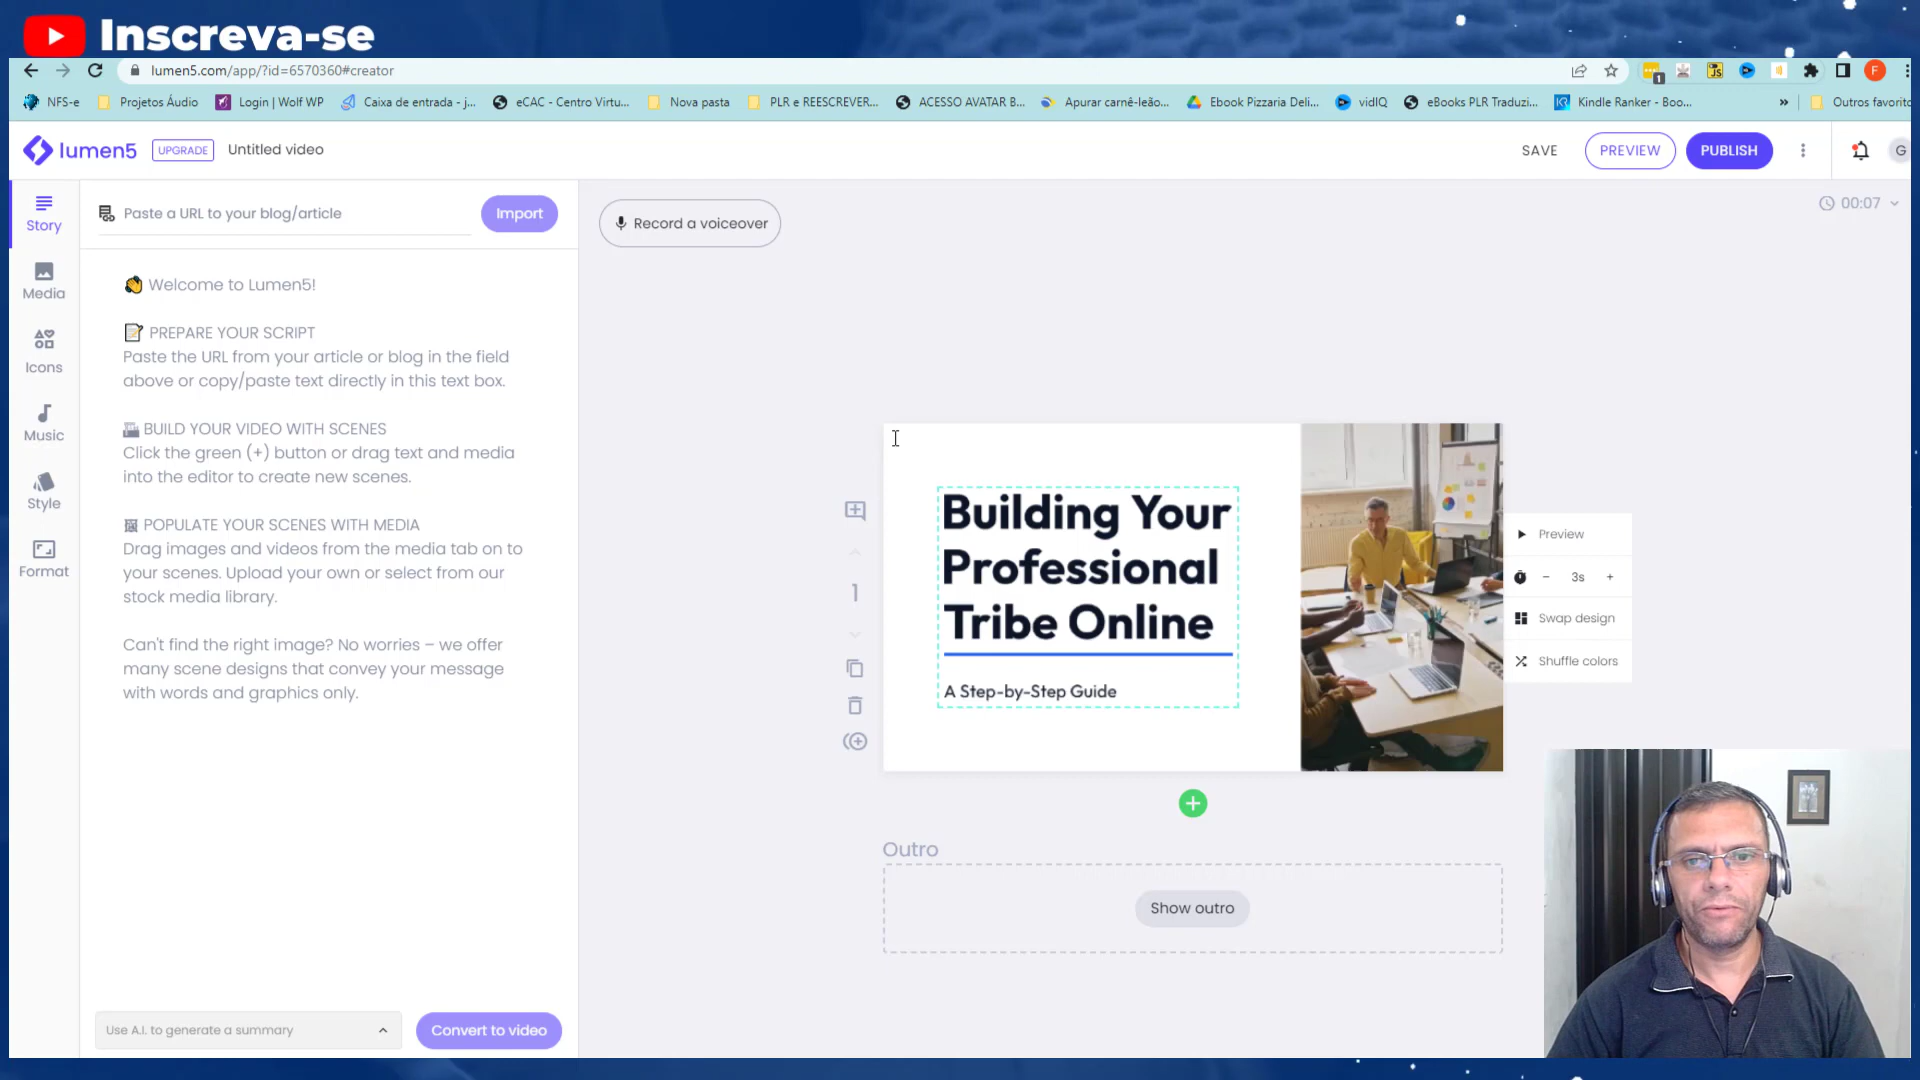 Inscreva-se
lumen5.com/app/?id=6570360#creator
1
JS
F
NFS-e
Projetos Áudio
Login | Wolf WP
Caixa de entrada - j...
eCAC - Centro Virtu...
Nova pasta
PLR e REESCREVER...
ACESSO AVATAR B...
Apurar carnê-leão...
Ebook Pizzaria Deli...
vidIQ
eBooks PLR Traduzi...
KR
Kindle Ranker - Boo...
»
Outros favorito
lumen5
UPGRADE
Untitled video
SAVE
PREVIEW
PUBLISH
G
Story
Media
Icons
Music
Style
Format
Paste a URL to your blog/article
Import
Welcome to Lumen5!
PREPARE YOUR SCRIPT
Paste the URL from your article or blog in the field
above or copy/paste text directly in this text box.
BUILD YOUR VIDEO WITH SCENES
Click the green (+) button or drag text and media
into the editor to create new scenes.
POPULATE YOUR SCENES WITH MEDIA
Drag images and videos from the media tab on to
your scenes. Upload your own or select from our
stock media library.
Can't find the right image? No worries – we offer
many scene designs that convey your message
with words and graphics only.
Use A.I. to generate a summary
Convert to video
Record a voiceover
00:07
1
Building Your
Professional
Tribe Online
A Step-by-Step Guide
Preview
− 3s +
Swap design
Shuffle colors
Outro
Show outro